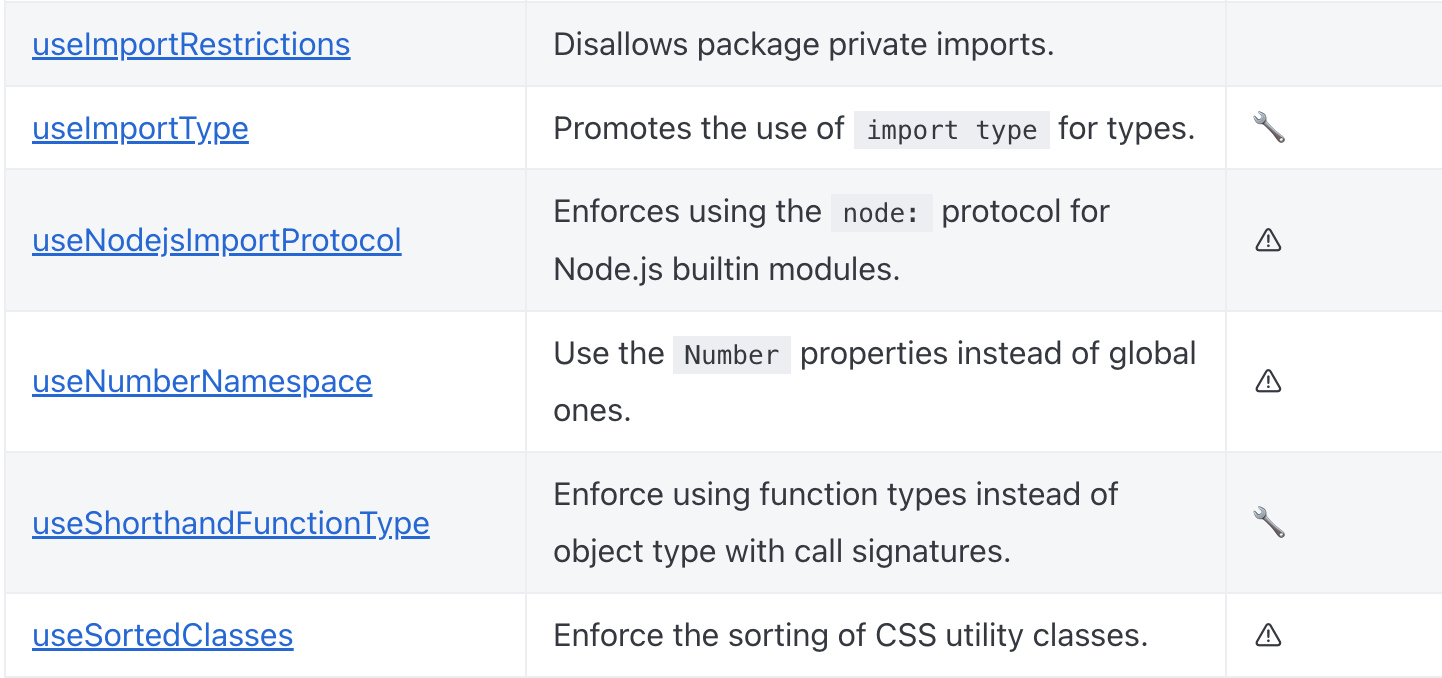 useImportRestrictions
Disallows package private imports.
useImportType
Promotes the use of import type for types.
useNodejsImportProtocol
Enforces using the node: protocol for
Node.js builtin modules.
useNumberNamespace
Use the Number properties instead of global
ones.
useShorthandFunctionType
Enforce using function types instead of
object type with call signatures.
useSortedClasses
Enforce the sorting of CSS utility classes.